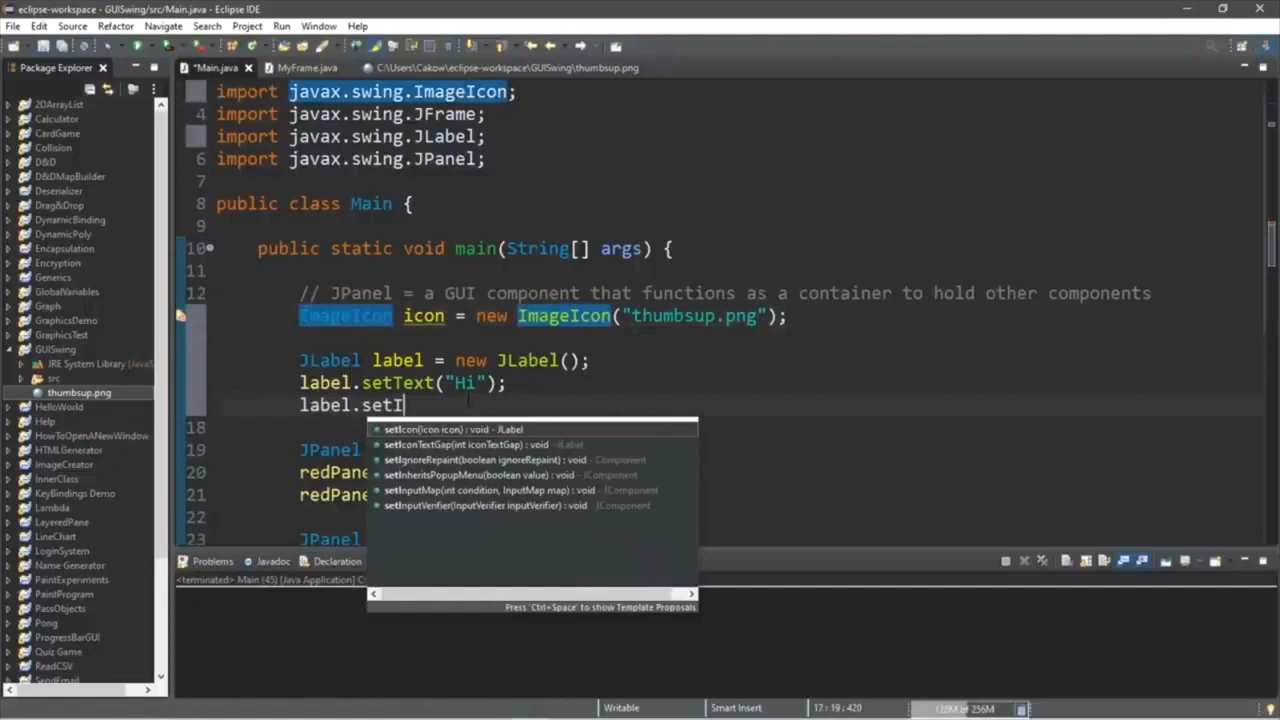 eclipse-workspace - GUISwing/src/Main.java - Eclipse IDE
File Edit Source Refactor Navigate Search Project Run Window Help
Package Explorer
*Main.java MyFrame.java C:\Users\Cakow\eclipse-workspace\GUISwing\thumbsup.png
2DArrayList
Calculator
CardGame
Collision
D&D
D&DMapBuilder
Deserializer
Drag&Drop
DynamicBinding
DynamicPoly
Encapsulation
Encryption
Generics
GlobalVariables
Graph
GraphicsDemo
GraphicsTest
GUISwing
JRE System Library [JavaS
src
thumbsup.png
HelloWorld
Help
HowToOpenANewWindow
HTMLGenerator
ImageCreator
InnerClass
KeyBindings Demo
Lambda
LayeredPane
LineChart
LoginSystem
Name Generator
PaintExperiments
PaintProgram
PassObjects
Pong
ProgressBarGUI
Quiz Game
ReadCSV
SendEmail
import javax.swing.ImageIcon;
4 import javax.swing.JFrame;
import javax.swing.JLabel;
6 import javax.swing.JPanel;
7
8 public class Main {
9
10 public static void main(String[] args) {
11
12 // JPanel = a GUI component that functions as a container to hold other components
ImageIcon icon = new ImageIcon("thumbsup.png");
JLabel label = new JLabel();
label.setText("Hi");
label.setI
18
19 JPanel
20 redPane
21 redPane
22
23 JPanel
setIcon(Icon icon) : void - JLabel
setIconTextGap(int iconTextGap) : void - JLabel
setIgnoreRepaint(boolean ignoreRepaint) : void - Component
setInheritsPopupMenu(boolean value) : void - JComponent
setInputMap(int condition, InputMap map) : void - JComponent
setInputVerifier(InputVerifier inputVerifier) : void - JComponent
Press 'Ctrl+Space' to show Template Proposals
Problems Javadoc Declaration
<terminated> Main (45) [Java Application] C:
Writable Smart Insert 17 : 19 : 420